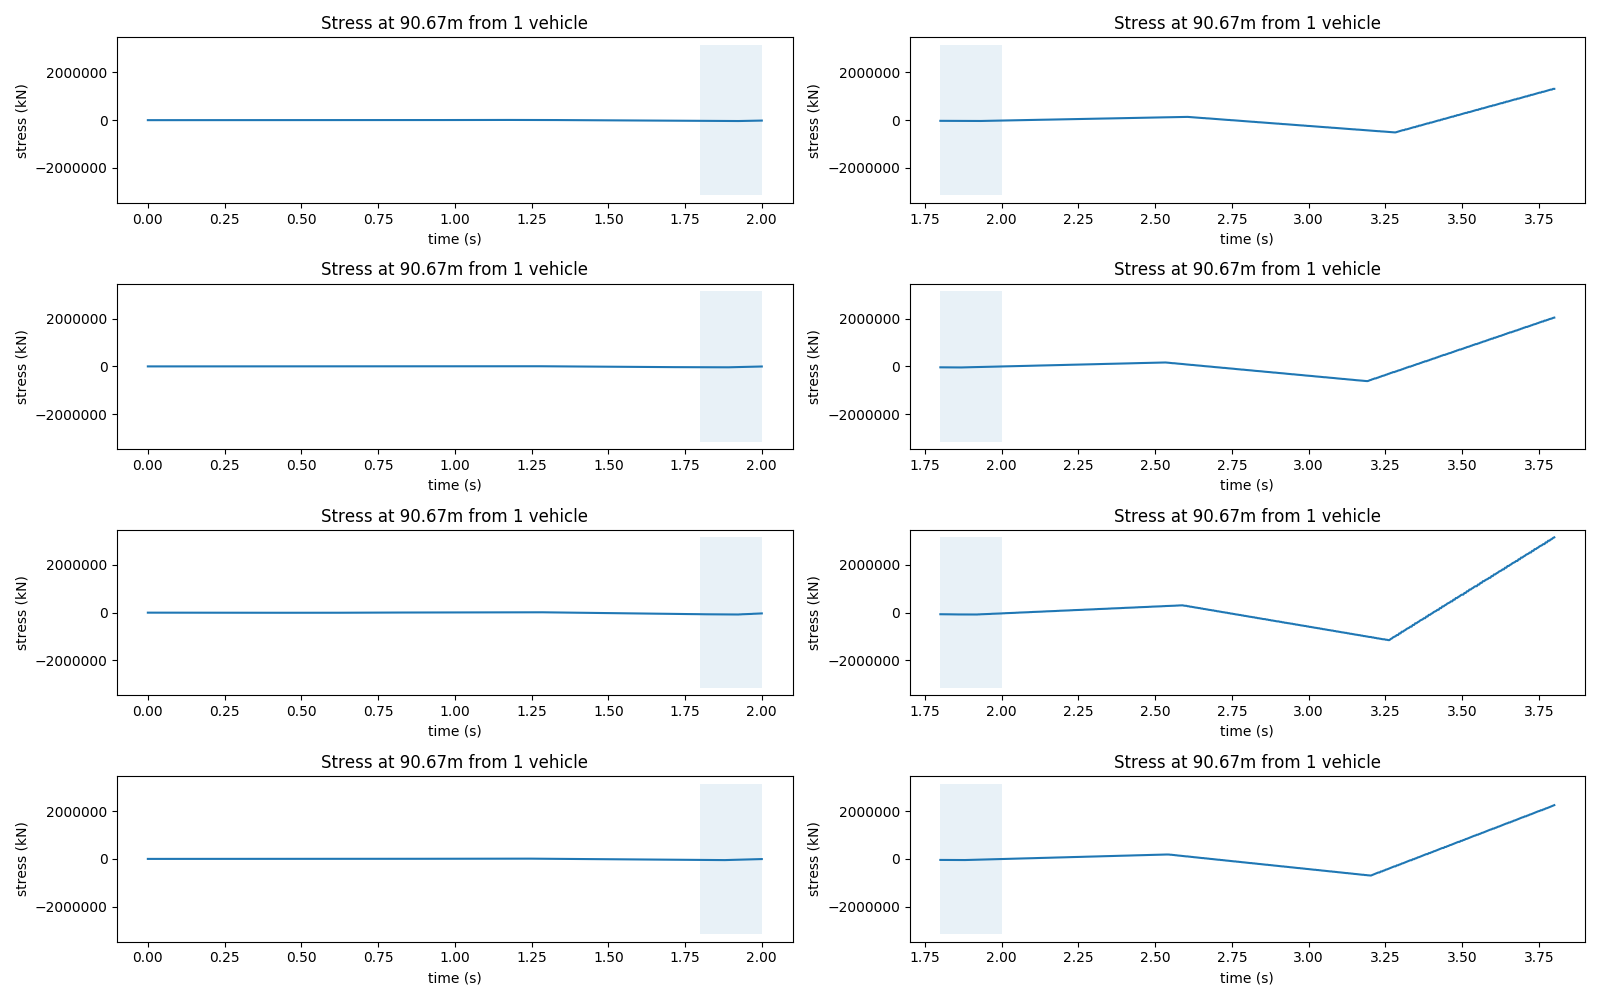 Stress at 90.67m from 1 vehicle
stress (kN)
2000000
0
−2000000
0.00 0.25 0.50 0.75 1.00 1.25 1.50 1.75 2.00
time (s)
Stress at 90.67m from 1 vehicle
stress (kN)
2000000
0
−2000000
1.75 2.00 2.25 2.50 2.75 3.00 3.25 3.50 3.75
time (s)
Stress at 90.67m from 1 vehicle
stress (kN)
2000000
0
−2000000
0.00 0.25 0.50 0.75 1.00 1.25 1.50 1.75 2.00
time (s)
Stress at 90.67m from 1 vehicle
stress (kN)
2000000
0
−2000000
1.75 2.00 2.25 2.50 2.75 3.00 3.25 3.50 3.75
time (s)
Stress at 90.67m from 1 vehicle
stress (kN)
2000000
0
−2000000
0.00 0.25 0.50 0.75 1.00 1.25 1.50 1.75 2.00
time (s)
Stress at 90.67m from 1 vehicle
stress (kN)
2000000
0
−2000000
1.75 2.00 2.25 2.50 2.75 3.00 3.25 3.50 3.75
time (s)
Stress at 90.67m from 1 vehicle
stress (kN)
2000000
0
−2000000
0.00 0.25 0.50 0.75 1.00 1.25 1.50 1.75 2.00
time (s)
Stress at 90.67m from 1 vehicle
stress (kN)
2000000
0
−2000000
1.75 2.00 2.25 2.50 2.75 3.00 3.25 3.50 3.75
time (s)